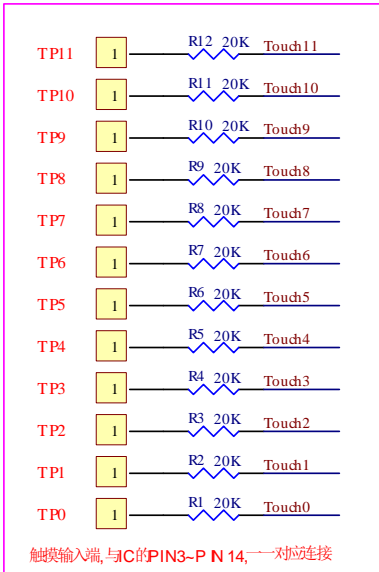 TP11 1 R12 20K Touch11
TP10 1 R11 20K Touch10
TP9 1 R10 20K Touch9
TP8 1 R9 20K Touch8
TP7 1 R8 20K Touch7
TP6 1 R7 20K Touch6
TP5 1 R6 20K Touch5
TP4 1 R5 20K Touch4
TP3 1 R4 20K Touch3
TP2 1 R3 20K Touch2
TP1 1 R2 20K Touch1
TP0 1 R1 20K Touch0
触摸输入端,与IC的PIN3~PIN14,一一对应连接